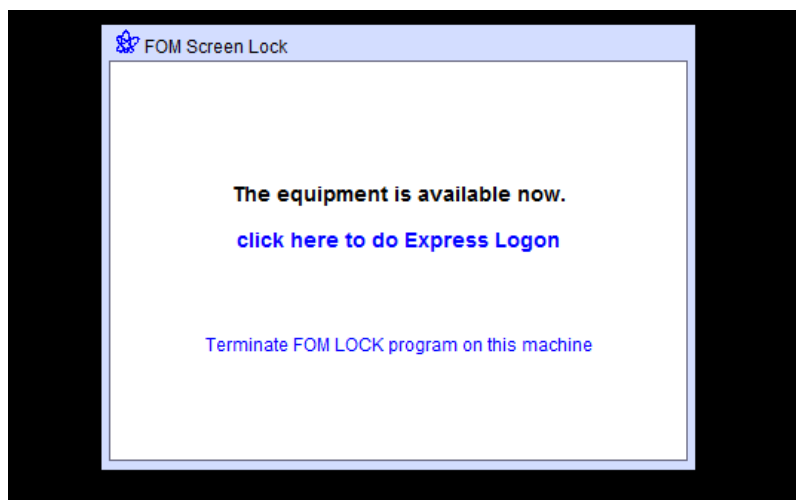 FOM Screen Lock
The equipment is available now.
click here to do Express Logon
Terminate FOM LOCK program on this machine